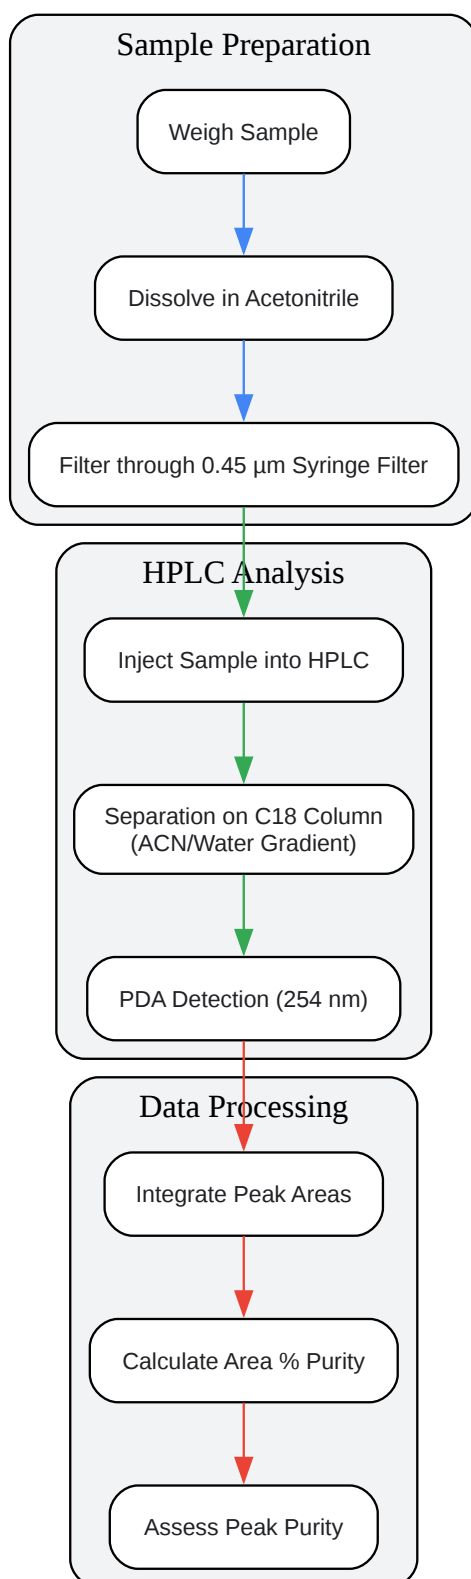 Sample Preparation
Weigh Sample
Dissolve in Acetonitrile
Filter through 0.45 µm Syringe Filter
HPLC Analysis
Inject Sample into HPLC
Separation on C18 Column
(ACN/Water Gradient)
PDA Detection (254 nm)
Data Processing
Integrate Peak Areas
Calculate Area % Purity
Assess Peak Purity